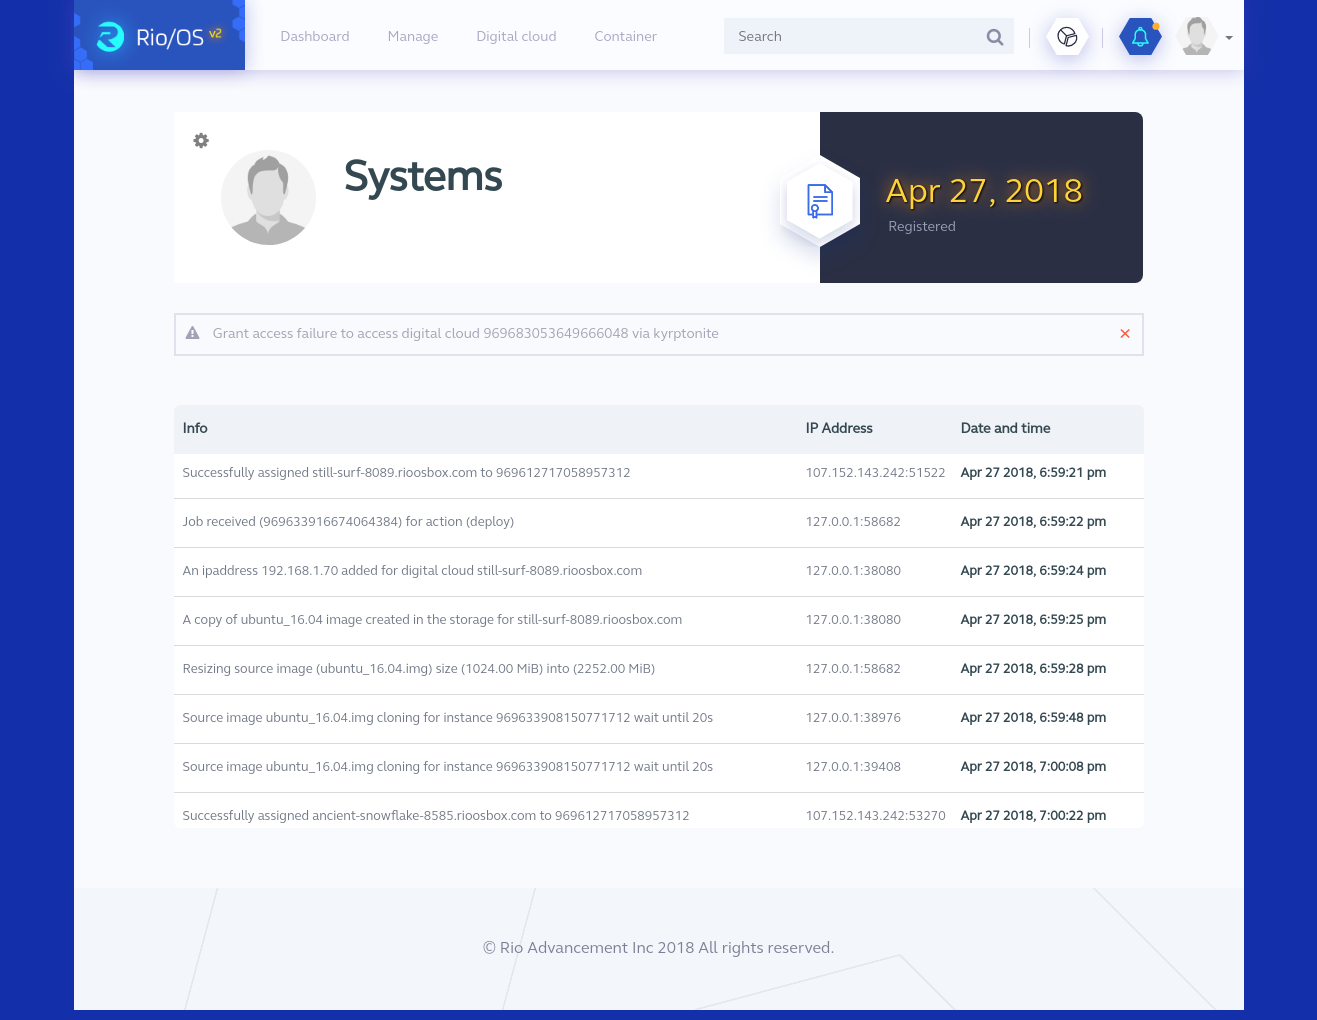 Rio/OS v2
Dashboard Manage Digital cloud Container Search
Systems
Apr 27, 2018
Registered
Grant access failure to access digital cloud 969683053649666048 via kyrptonite
Info IP Address Date and time
Successfully assigned still-surf-8089.rioosbox.com to 969612717058957312 107.152.143.242:51522 Apr 27 2018, 6:59:21 pm
Job received (969633916674064384) for action (deploy) 127.0.0.1:58682 Apr 27 2018, 6:59:22 pm
An ipaddress 192.168.1.70 added for digital cloud still-surf-8089.rioosbox.com 127.0.0.1:38080 Apr 27 2018, 6:59:24 pm
A copy of ubuntu_16.04 image created in the storage for still-surf-8089.rioosbox.com 127.0.0.1:38080 Apr 27 2018, 6:59:25 pm
Resizing source image (ubuntu_16.04.img) size (1024.00 MiB) into (2252.00 MiB) 127.0.0.1:58682 Apr 27 2018, 6:59:28 pm
Source image ubuntu_16.04.img cloning for instance 969633908150771712 wait until 20s 127.0.0.1:38976 Apr 27 2018, 6:59:48 pm
Source image ubuntu_16.04.img cloning for instance 969633908150771712 wait until 20s 127.0.0.1:39408 Apr 27 2018, 7:00:08 pm
Successfully assigned ancient-snowflake-8585.rioosbox.com to 969612717058957312 107.152.143.242:53270 Apr 27 2018, 7:00:22 pm
© Rio Advancement Inc 2018 All rights reserved.